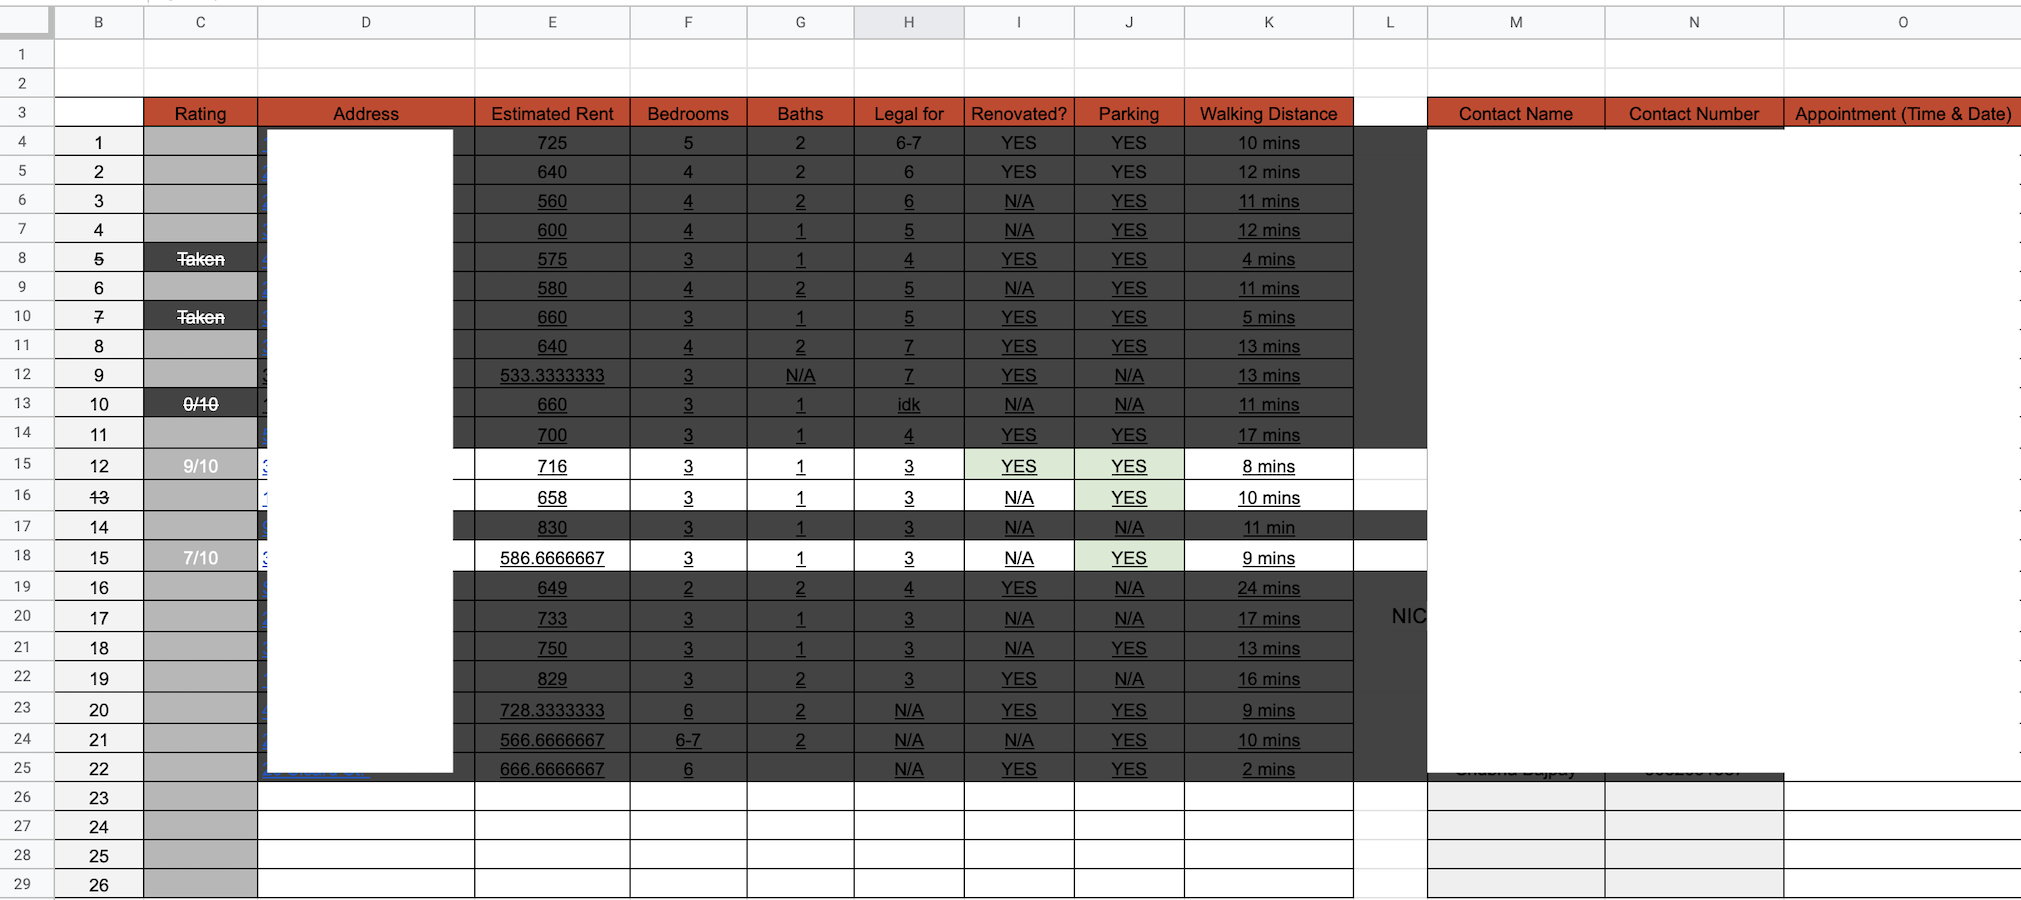 B C D E F G H I J K L M N O
1
2
3 Rating Address Estimated Rent Bedrooms Baths Legal for Renovated? Parking Walking Distance Contact Name Contact Number Appointment (Time & Date)
4 1 725 5 2 6-7 YES YES 10 mins
5 2 640 4 2 6 YES YES 12 mins
6 3 560 4 2 6 N/A YES 11 mins
7 4 600 4 1 5 N/A YES 12 mins
8 5 Taken 575 3 1 4 YES YES 4 mins
9 6 580 4 2 5 N/A YES 11 mins
10 7 Taken 660 3 1 5 YES YES 5 mins
11 8 640 4 2 7 YES YES 13 mins
12 9 533.3333333 3 N/A 7 YES N/A 13 mins
13 10 0/10 660 3 1 idk N/A N/A 11 mins
14 11 700 3 1 4 YES YES 17 mins
15 12 9/10 716 3 1 3 YES YES 8 mins
16 13 658 3 1 3 N/A YES 10 mins
17 14 830 3 1 3 N/A N/A 11 min
18 15 7/10 586.6666667 3 1 3 N/A YES 9 mins
19 16 649 2 2 4 YES N/A 24 mins
20 17 733 3 1 3 N/A N/A 17 mins NIC
21 18 750 3 1 3 N/A YES 13 mins
22 19 829 3 2 3 YES N/A 16 mins
23 20 728.3333333 6 2 N/A YES YES 9 mins
24 21 566.6666667 6-7 2 N/A N/A YES 10 mins
25 22 666.6666667 6 N/A YES YES 2 mins
26 23
27 24
28 25
29 26